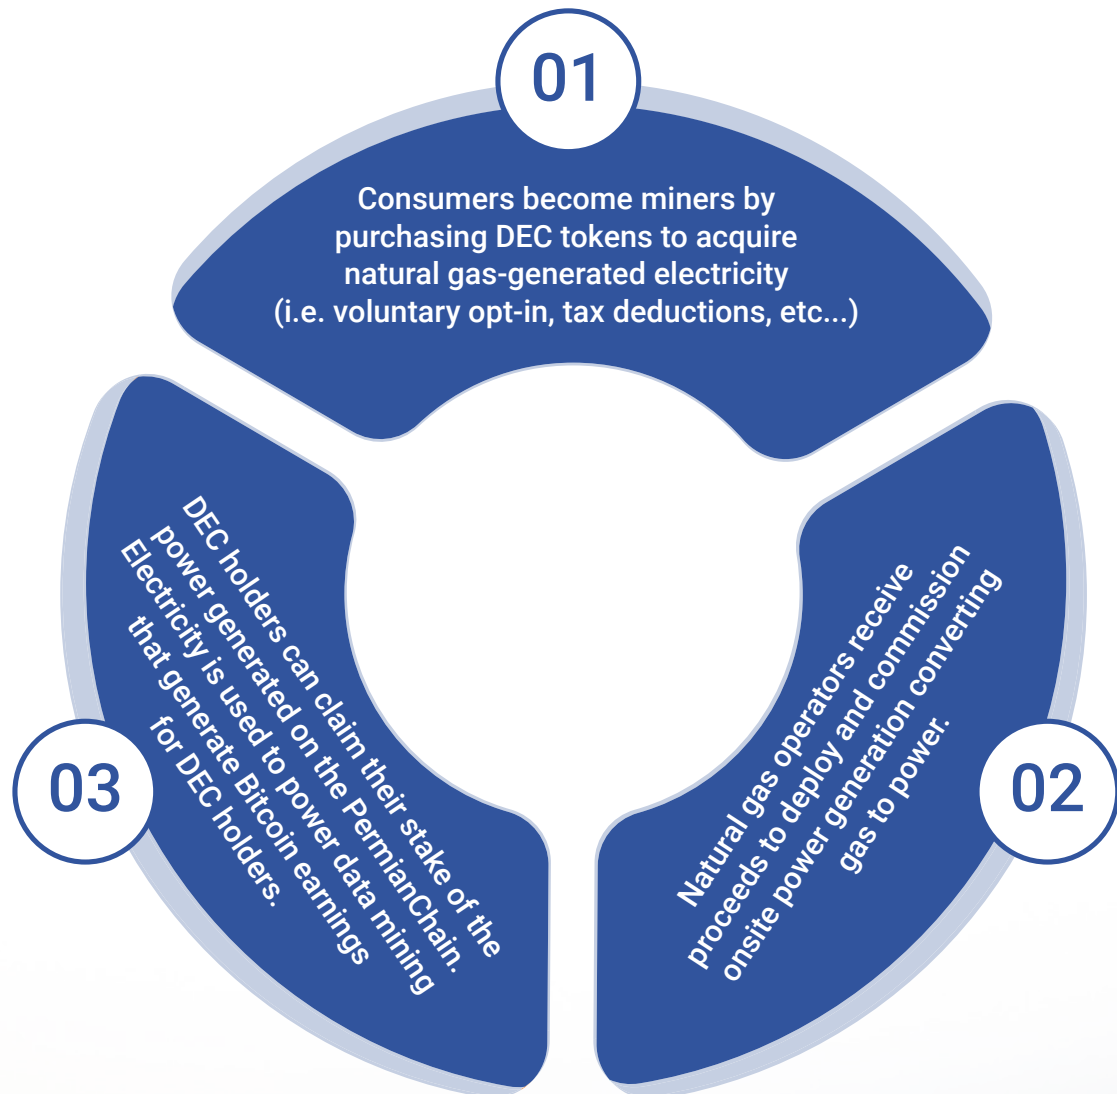 01
Consumers become miners by
purchasing DEC tokens to acquire
natural gas-generated electricity
(i.e. voluntary opt-in, tax deductions, etc...)
02
Natural gas operators receive
proceeds to deploy and commission
onsite power generation converting
gas to power.
03
DEC holders can claim their stake of the
power generated on the PermianChain.
Electricity is used to power data mining
that generate Bitcoin earnings
for DEC holders.